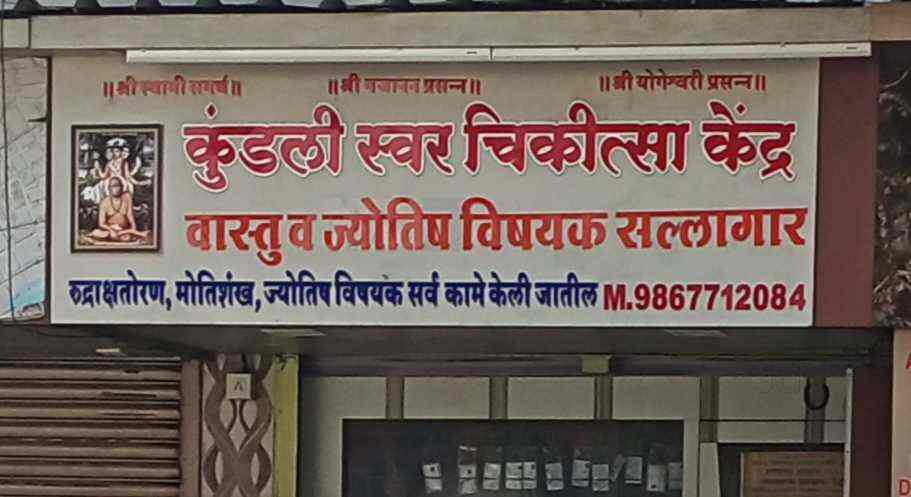 ॥श्री स्वामी समर्थ॥ ॥श्री गजानन प्रसन्न॥ ॥श्री योगेश्वरी प्रसन्न॥
कुंडली स्वर चिकीत्सा केंद्र
वास्तु व ज्योतिष विषयक सल्लागार
रुद्राक्षतोरण, मोतिशंख, ज्योतिष विषयक सर्व कामे केली जातील M.9867712084